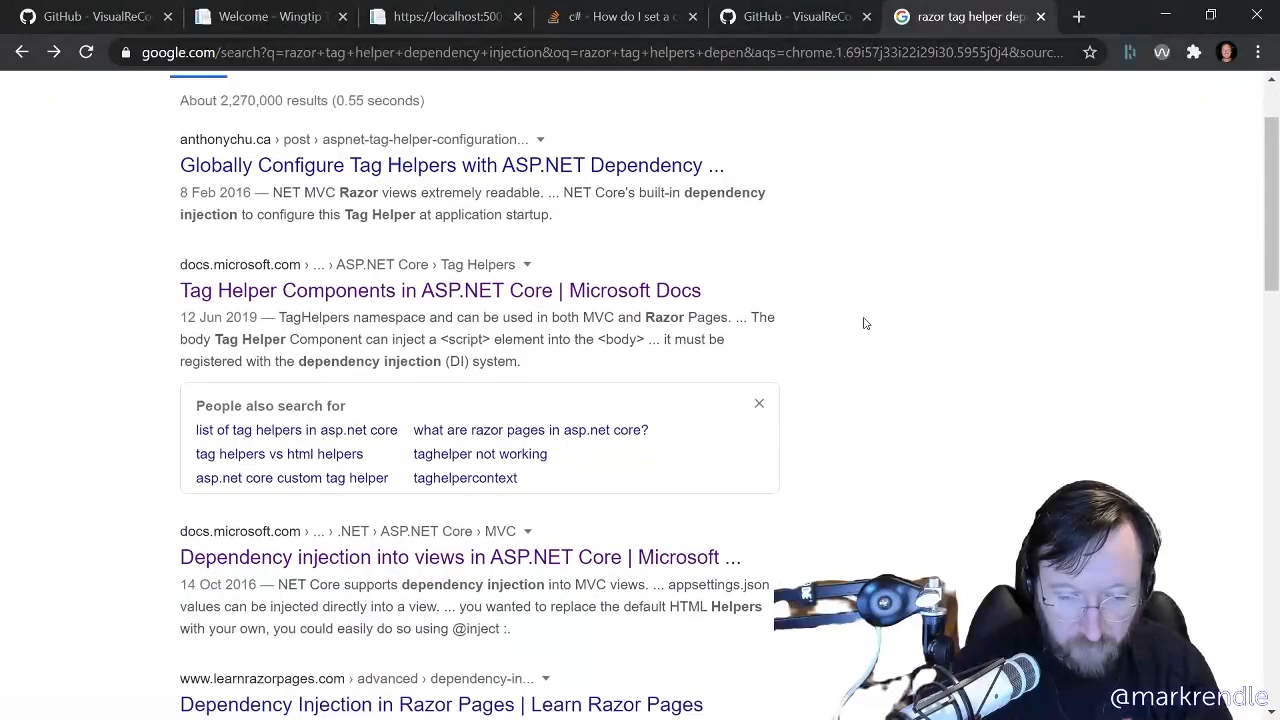 GitHub - VisualReCo
Untitled
https://localhost:500
c# - How do I set a c
GitHub - VisualReCo
razor tag helper dep
google.com/search?q=razor+tag+helper+dependency+injection&oq=razor+tag+helpers+depen&aqs=chrome.1.69i57j33i22i29i30.5955j0j4&sourc...
About 2,270,000 results (0.55 seconds)
anthonychu.ca › post › aspnet-tag-helper-configuration...
Globally Configure Tag Helpers with ASP.NET Dependency ...
8 Feb 2016 — NET MVC Razor views extremely readable. ... NET Core's built-in dependency
injection to configure this Tag Helper at application startup.
docs.microsoft.com › ... › ASP.NET Core › Tag Helpers
Tag Helper Components in ASP.NET Core | Microsoft Docs
12 Jun 2019 — TagHelpers namespace and can be used in both MVC and Razor Pages. ... The
body Tag Helper Component can inject a <script> element into the <body> ... it must be
registered with the dependency injection (DI) system.
People also search for
list of tag helpers in asp.net core what are razor pages in asp.net core?
tag helpers vs html helpers taghelper not working
asp.net core custom tag helper taghelpercontext
docs.microsoft.com › ... › .NET › ASP.NET Core › MVC
Dependency injection into views in ASP.NET Core | Microsoft ...
14 Oct 2016 — NET Core supports dependency injection into MVC views. ... appsettings.json
values can be injected directly into a view. ... you wanted to replace the default HTML Helpers
with your own, you could easily do so using @inject :.
www.learnrazorpages.com › advanced › dependency-in...
Dependency Injection in Razor Pages | Learn Razor Pages
@markrendle